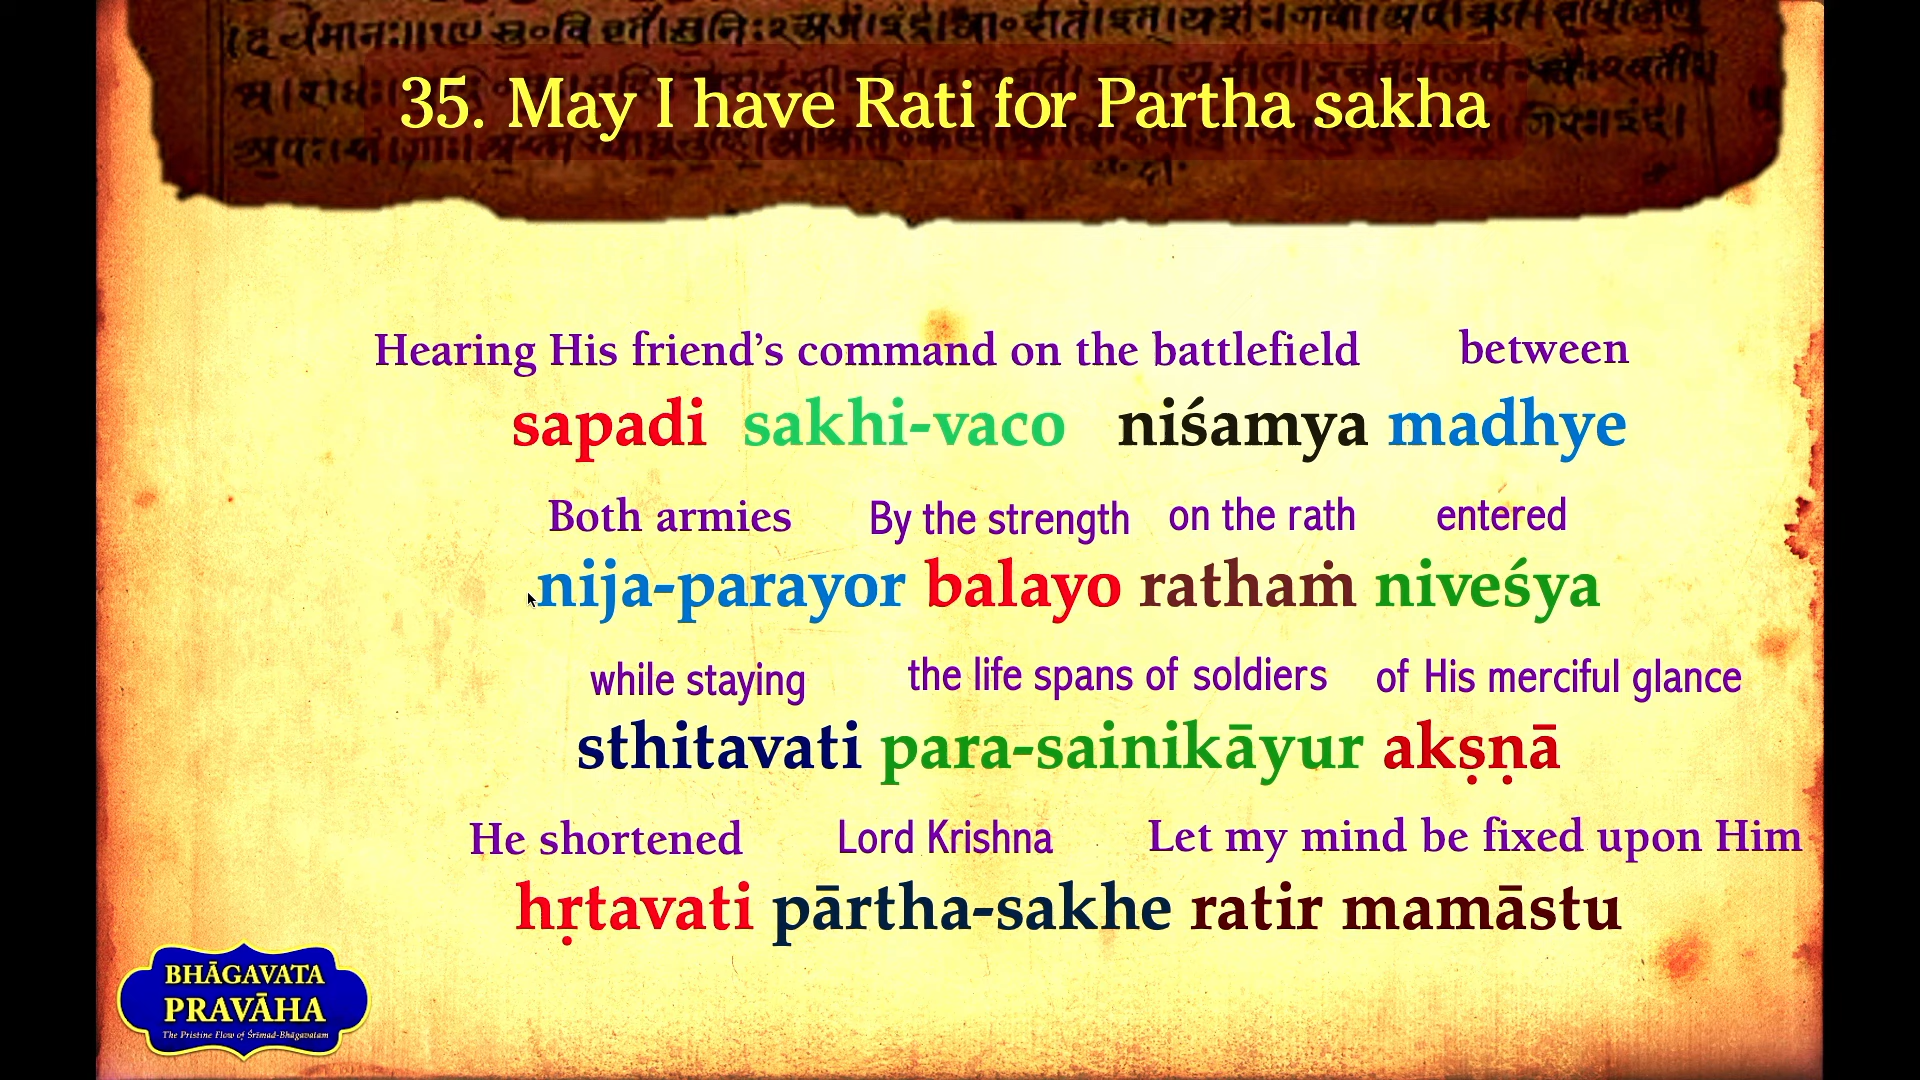 35. May I have Rati for Partha sakha
Hearing His friend’s command on the battlefield between
sapadi sakhi-vaco niśamya madhye
Both armies By the strength on the rath entered
nija-parayor balayo rathaṁ niveśya
while staying the life spans of soldiers of His merciful glance
sthitavati para-sainikāyur akṣṇā
He shortened Lord Krishna Let my mind be fixed upon Him
hṛtavati pārtha-sakhe ratir mamāstu
BHĀGAVATA
PRAVĀHA
The Pristine Flow of Śrīmad-Bhāgavatam